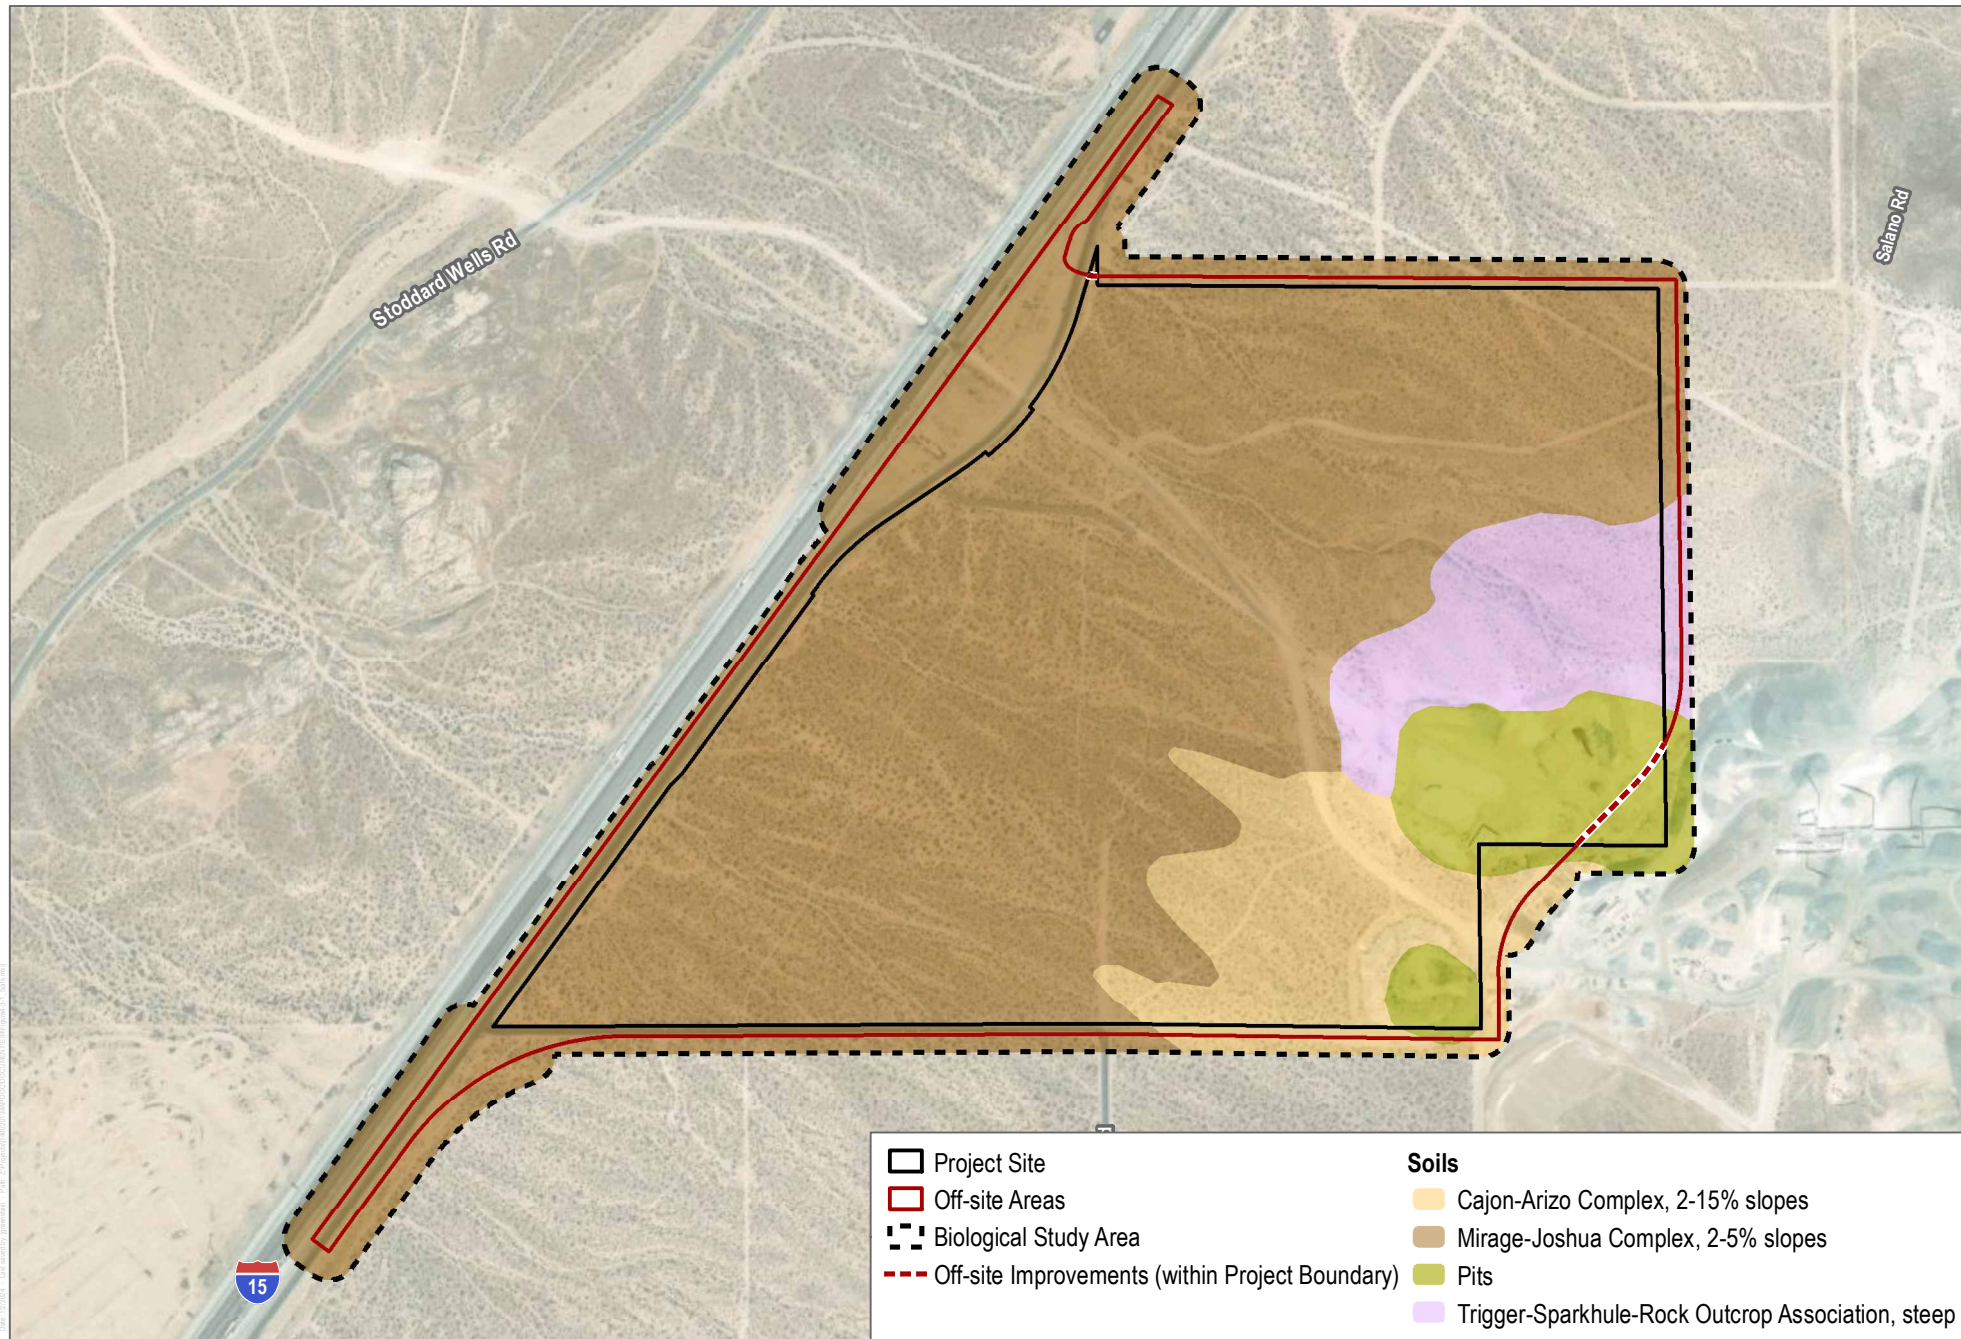 Stoddard Wells Rd
Salano Rd
15
Project Site
Off-site Areas
Biological Study Area
Off-site Improvements (within Project Boundary)
Soils
Cajon-Arizo Complex, 2-15% slopes
Mirage-Joshua Complex, 2-5% slopes
Pits
Trigger-Sparkhule-Rock Outcrop Association, steep